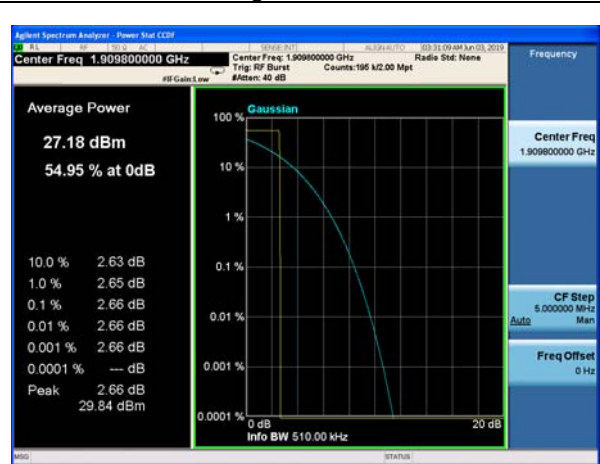 Agilent Spectrum Analyzer - Power Stat CCDF
RL RF 50 Ω AC SENSE:INT ALIGNAUTO 03:31:09 AM Jun 03, 2019
Center Freq 1.909800000 GHz
#IFGain:Low
Center Freq: 1.909800000 GHz Radio Std: None
Trig: RF Burst Counts:195 k/2.00 Mpt
#Atten: 40 dB
Frequency
Average Power
27.18 dBm
54.95 % at 0dB
10.0 % 2.63 dB
1.0 % 2.65 dB
0.1 % 2.66 dB
0.01 % 2.66 dB
0.001 % 2.66 dB
0.0001 % --- dB
Peak 2.66 dB
29.84 dBm
Gaussian
100 %
10 %
1 %
0.1 %
0.01 %
0.001 %
0.0001 %
0 dB 20 dB
Info BW 510.00 kHz
Center Freq
1.909800000 GHz
CF Step
5.000000 MHz
Auto Man
Freq Offset
0 Hz
MSG STATUS